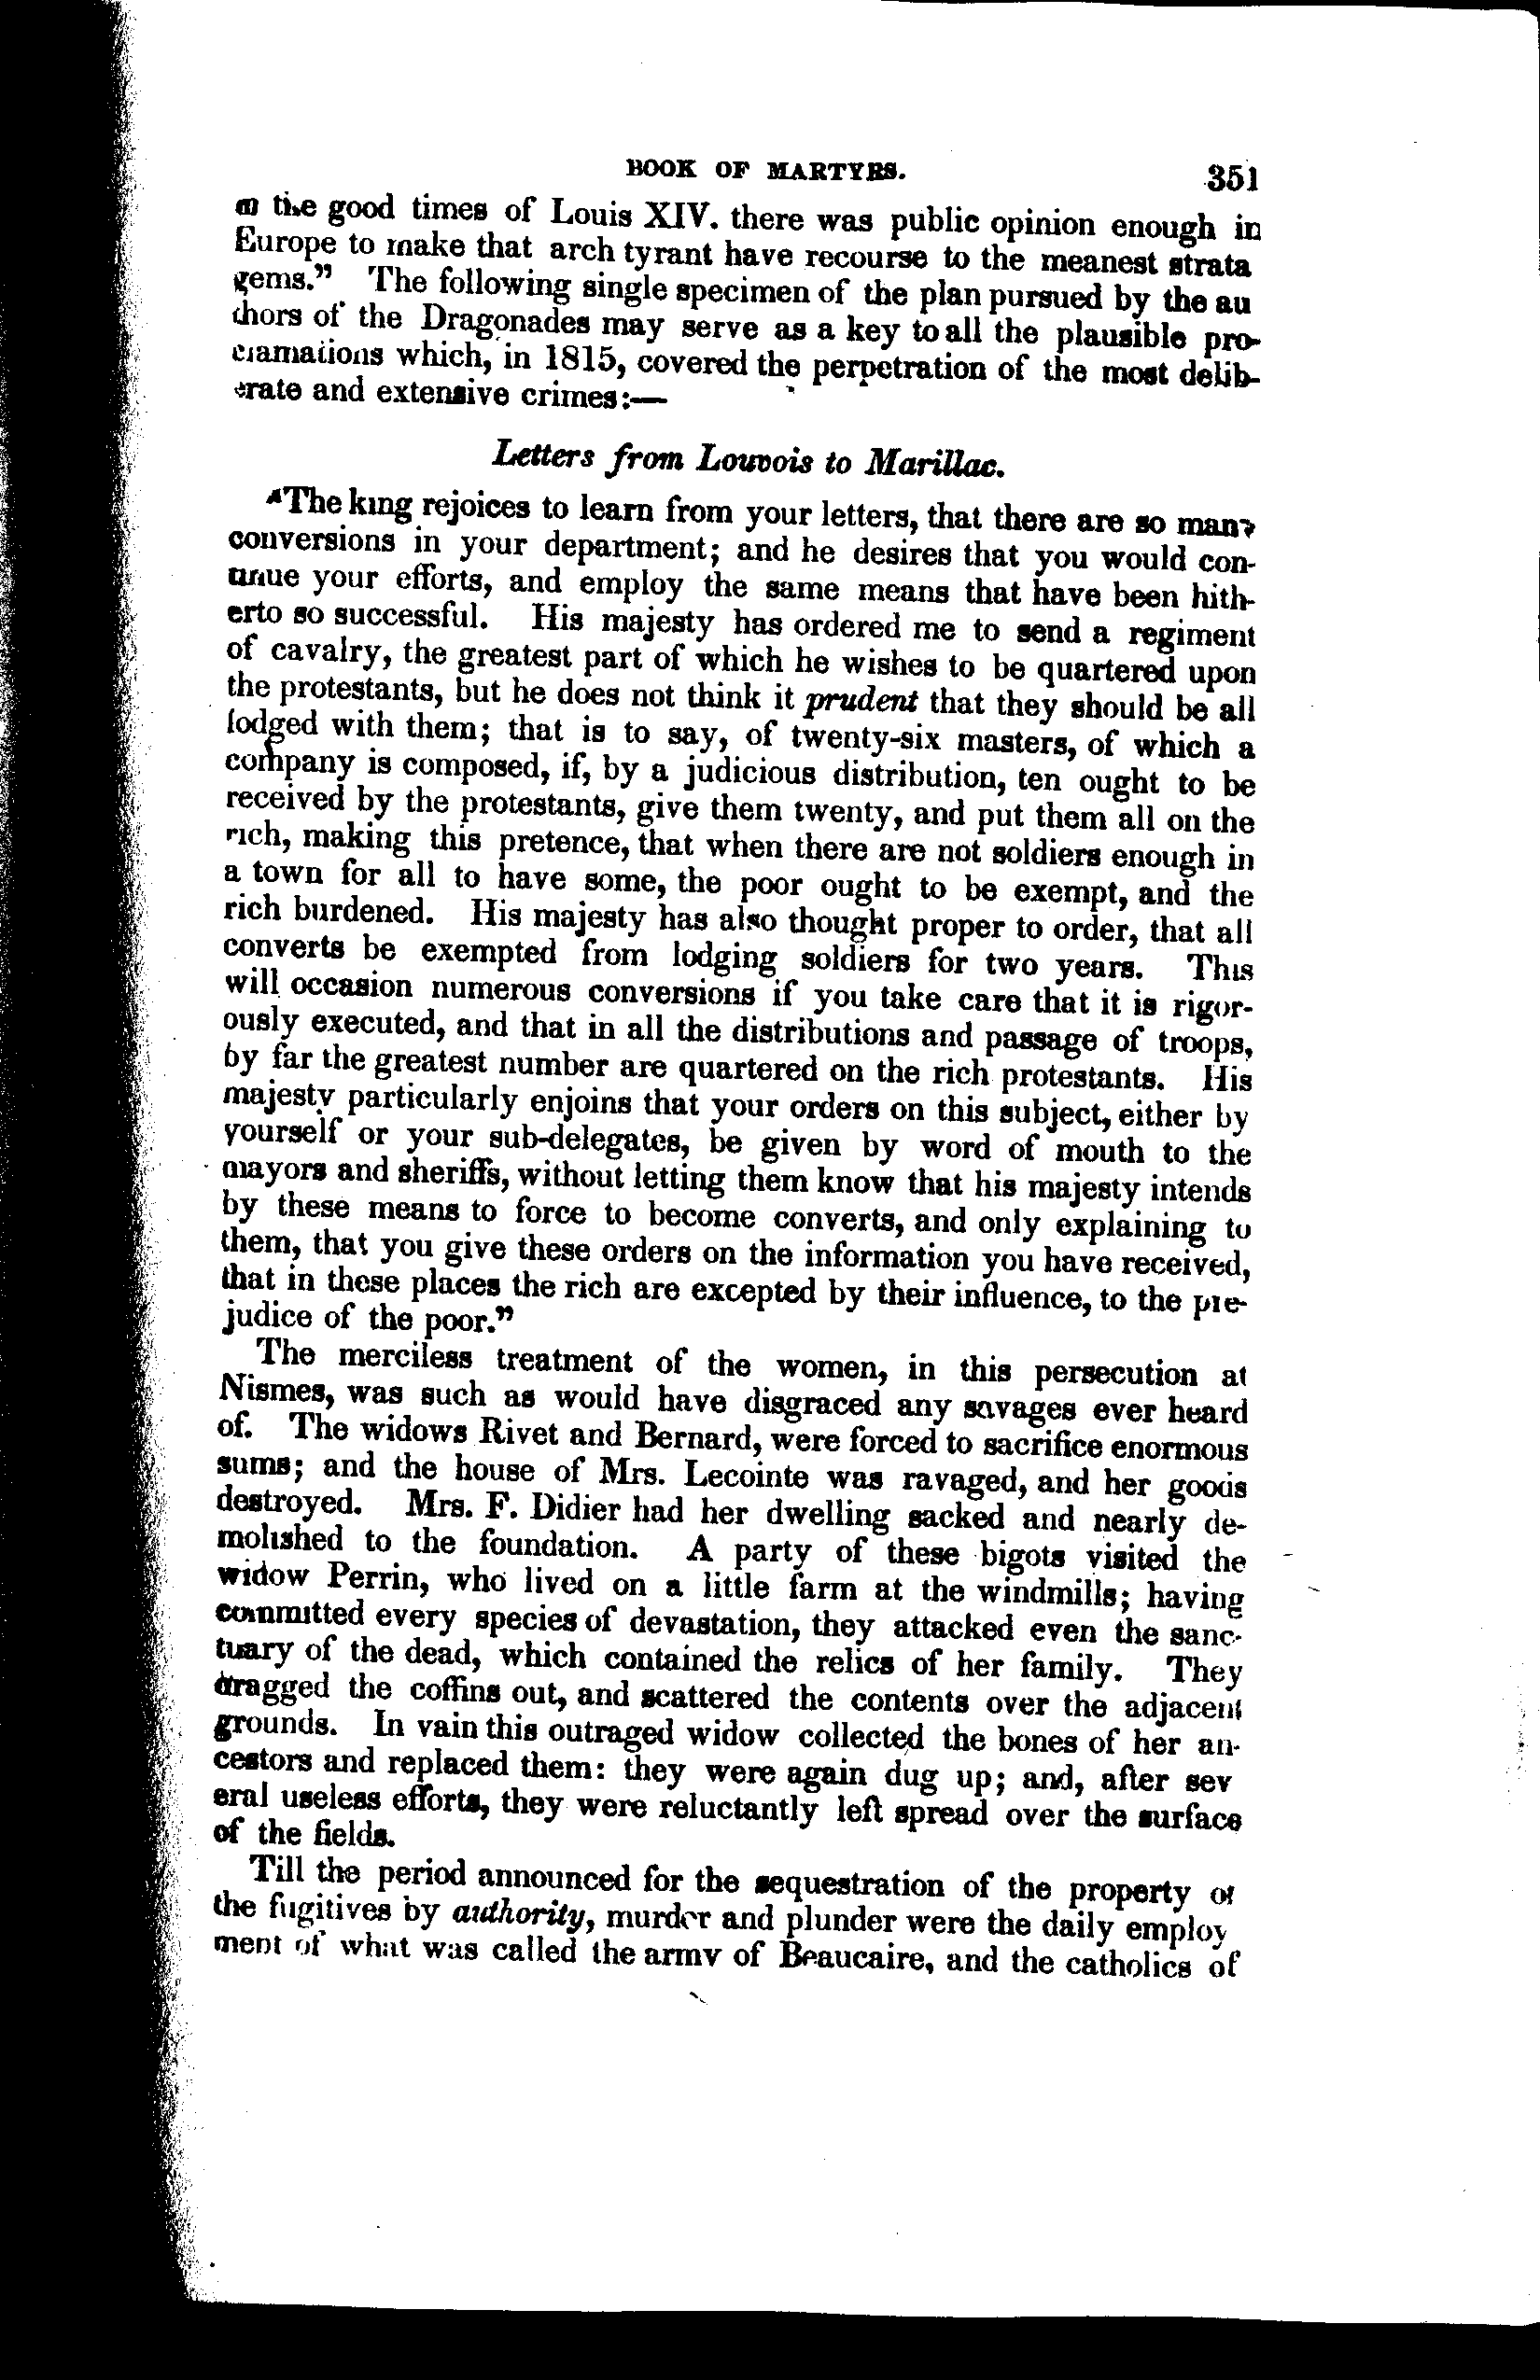 BOOK OF MARTYRS. 351
in the good times of Louis XIV. there was public opinion enough in
Europe to make that arch tyrant have recourse to the meanest strata
gems.” The following single specimen of the plan pursued by the au
thors of the Dragonades may serve as a key to all the plausible pro-
clamations which, in 1815, covered the perpetration of the most delib-
erate and extensive crimes:—
Letters from Louvois to Marillac.
“The king rejoices to learn from your letters, that there are so many
conversions in your department; and he desires that you would con-
tinue your efforts, and employ the same means that have been hith-
erto so successful. His majesty has ordered me to send a regiment
of cavalry, the greatest part of which he wishes to be quartered upon
the protestants, but he does not think it prudent that they should be all
lodged with them; that is to say, of twenty-six masters, of which a
company is composed, if, by a judicious distribution, ten ought to be
received by the protestants, give them twenty, and put them all on the
rich, making this pretence, that when there are not soldiers enough in
a town for all to have some, the poor ought to be exempt, and the
rich burdened. His majesty has also thought proper to order, that all
converts be exempted from lodging soldiers for two years. This
will occasion numerous conversions if you take care that it is rigor-
ously executed, and that in all the distributions and passage of troops,
by far the greatest number are quartered on the rich protestants. His
majesty particularly enjoins that your orders on this subject, either by
yourself or your sub-delegates, be given by word of mouth to the
mayors and sheriffs, without letting them know that his majesty intends
by these means to force to become converts, and only explaining to
them, that you give these orders on the information you have received,
that in these places the rich are excepted by their influence, to the pre-
judice of the poor.”
The merciless treatment of the women, in this persecution at
Nismes, was such as would have disgraced any savages ever heard
of. The widows Rivet and Bernard, were forced to sacrifice enormous
sums; and the house of Mrs. Lecointe was ravaged, and her goods
destroyed. Mrs. F. Didier had her dwelling sacked and nearly de-
molished to the foundation. A party of these bigots visited the
widow Perrin, who lived on a little farm at the windmills; having
committed every species of devastation, they attacked even the sanc-
tuary of the dead, which contained the relics of her family. They
dragged the coffins out, and scattered the contents over the adjacent
grounds. In vain this outraged widow collected the bones of her an-
cestors and replaced them: they were again dug up; and, after sev
eral useless efforts, they were reluctantly left spread over the surface
of the fields.
Till the period announced for the sequestration of the property of
the fugitives by authority, murder and plunder were the daily employ
ment of what was called the army of Beaucaire, and the catholics of